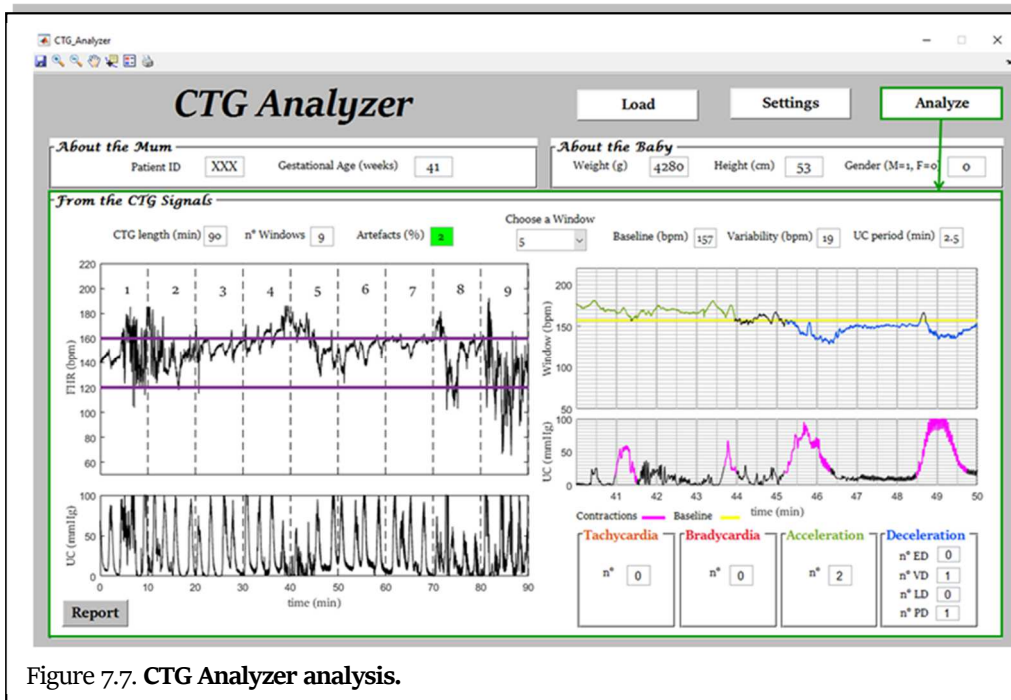 CTG_Analyzer
CTG Analyzer
Load
Settings
Analyze
About the Mum
Patient ID XXX Gestational Age (weeks) 41
About the Baby
Weight (g) 4280 Height (cm) 53 Gender (M=1, F=0) 0
From the CTG Signals
CTG length (min) 90 n° Windows 9 Artefacts (%) 2
Choose a Window
5
Baseline (bpm) 157 Variability (bpm) 19 UC period (min) 2.5
220
200
180
160
140
120
100
80
60
FHR (bpm)
1 2 3 4 5 6 7 8 9
100
50
0
UC (mmHg)
0 10 20 30 40 50 60 70 80 90
time (min)
Report
200
150
100
50
Window (bpm)
100
50
0
UC (mmHg)
41 42 43 44 45 46 47 48 49 50
time (min)
Contractions Baseline
Tachycardia
n° 0
Bradycardia
n° 0
Acceleration
n° 2
Deceleration
n° ED 0
n° VD 1
n° LD 0
n° PD 1
Figure 7.7. CTG Analyzer analysis.